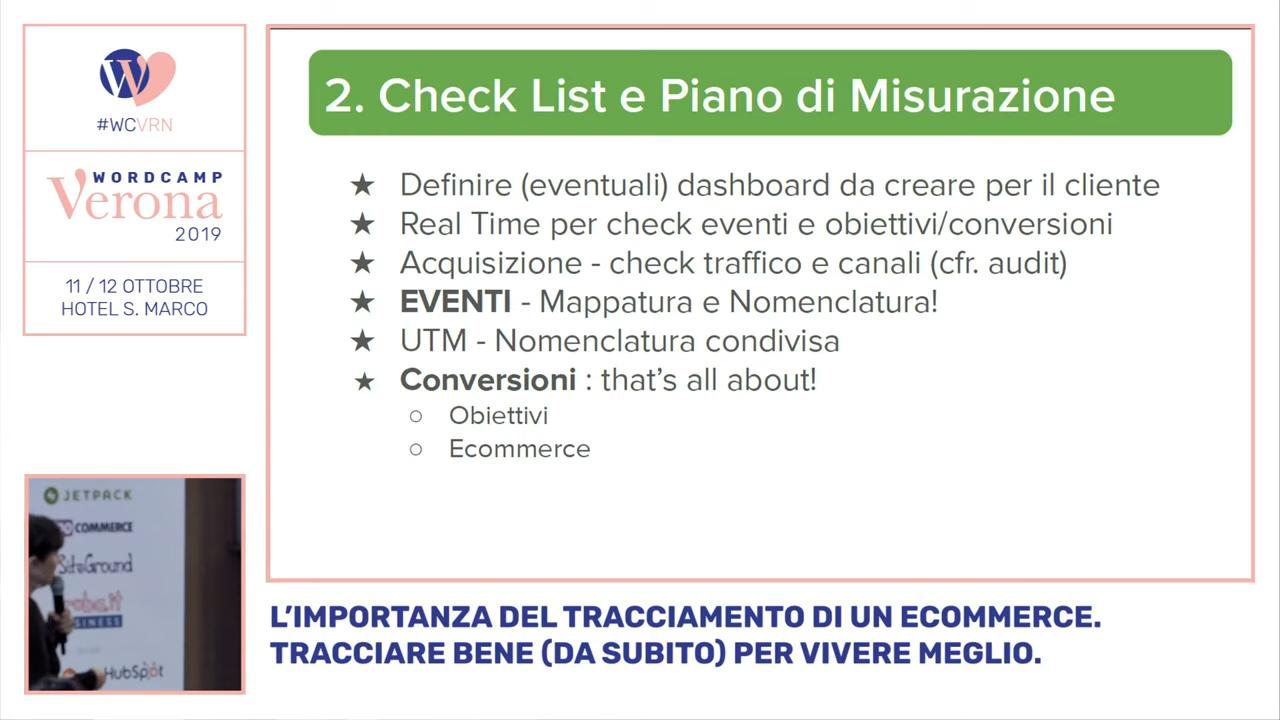 #WCVRN
WORDCAMP
Verona
2019
11 / 12 OTTOBRE
HOTEL S. MARCO
2. Check List e Piano di Misurazione
★ Definire (eventuali) dashboard da creare per il cliente
★ Real Time per check eventi e obiettivi/conversioni
★ Acquisizione - check traffico e canali (cfr. audit)
★ EVENTI - Mappatura e Nomenclatura!
★ UTM - Nomenclatura condivisa
★ Conversioni : that's all about!
○ Obiettivi
○ Ecommerce
JETPACK
COMMERCE
SiteGround
HubSpot
L'IMPORTANZA DEL TRACCIAMENTO DI UN ECOMMERCE.
TRACCIARE BENE (DA SUBITO) PER VIVERE MEGLIO.